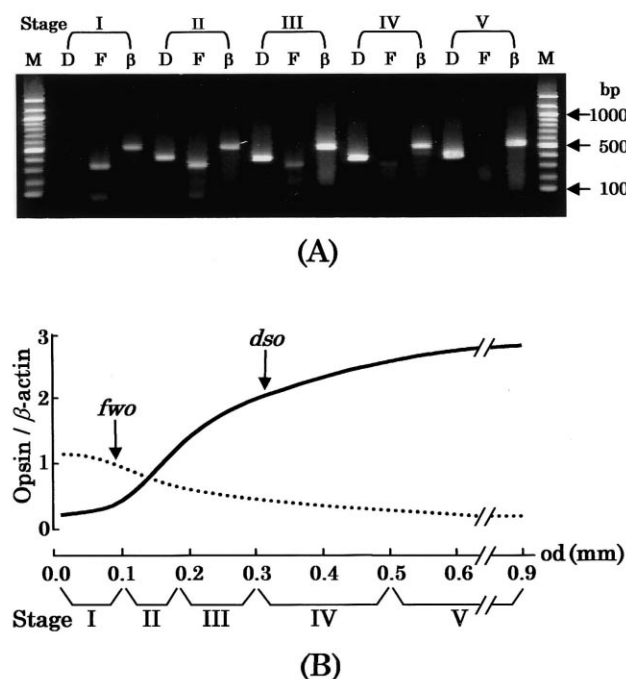 Stage I II III IV V
M D F β D F β D F β D F β D F β M
bp
1000
500
100
(A)
3
2
1
0
Opsin / β-actin
fwo
dso
0.0 0.1 0.2 0.3 0.4 0.5 0.6 0.9 od (mm)
Stage I II III IV V
(B)